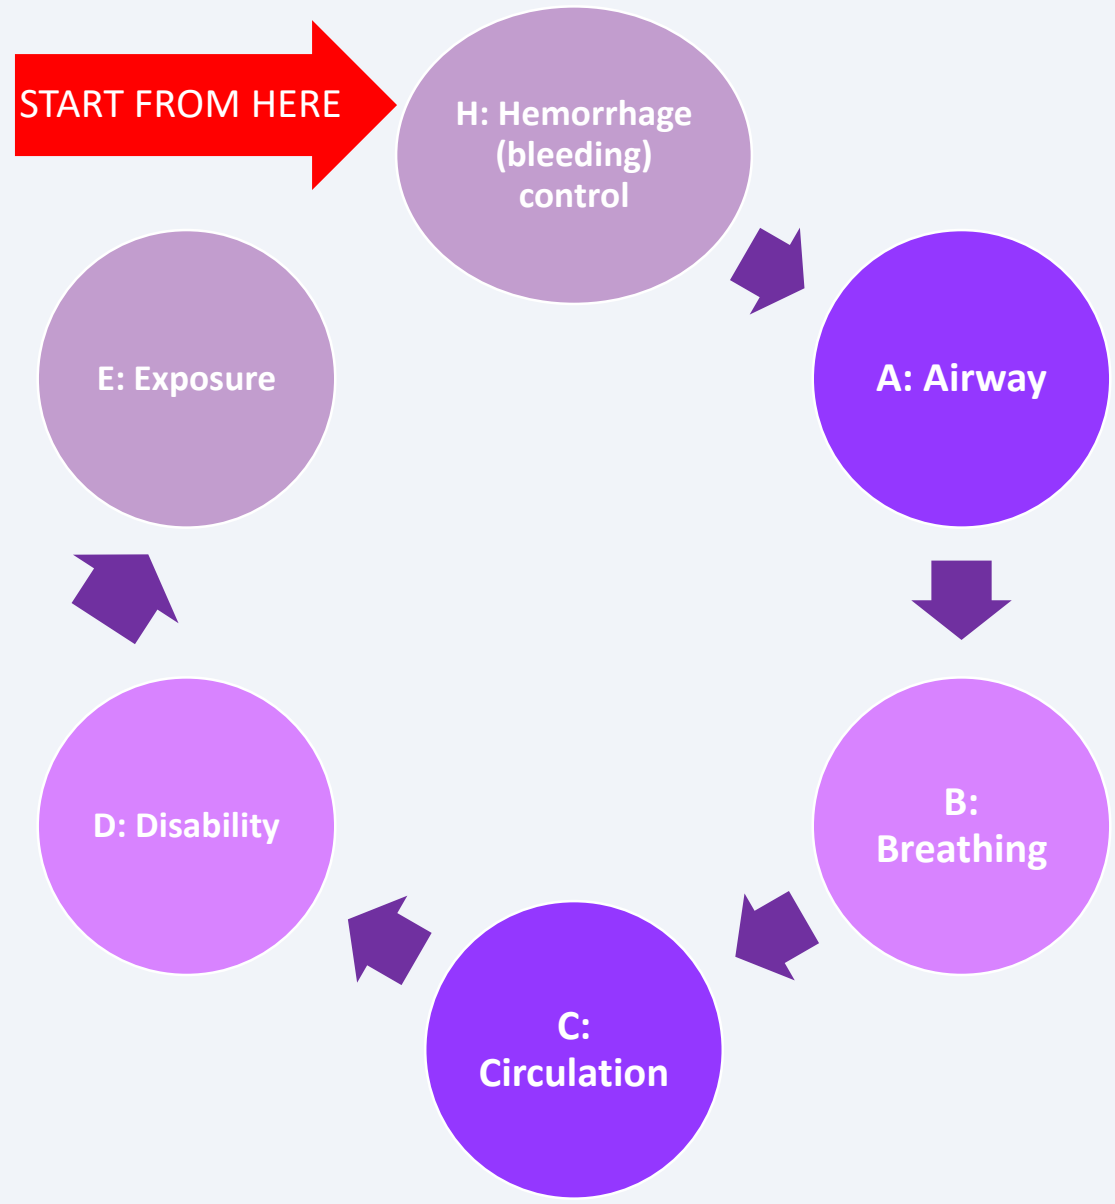 START FROM HERE
H: Hemorrhage
(bleeding)
control
A: Airway
B:
Breathing
C:
Circulation
D: Disability
E: Exposure